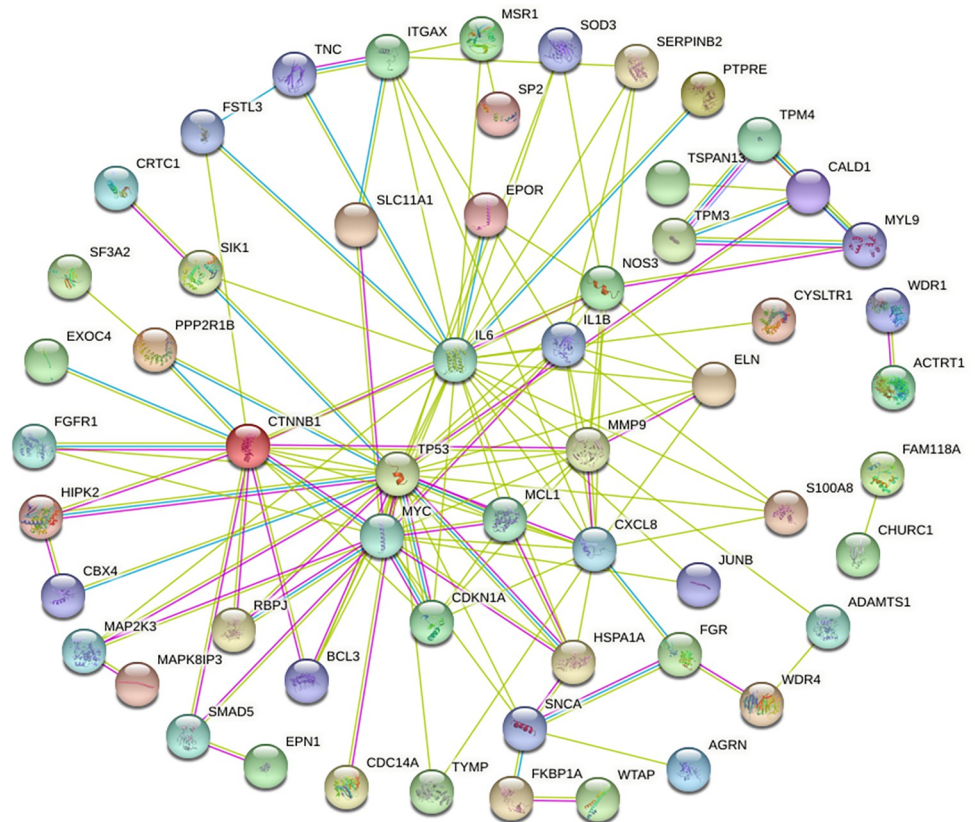 MSR1
SOD3
ITGAX
SERPINB2
TNC
PTPRE
SP2
FSTL3
TPM4
TSPAN13
CRTC1
CALD1
SLC11A1
EPOR
TPM3
MYL9
SF3A2
SIK1
NOS3
CYSLTR1
WDR1
PPP2R1B
IL6
IL1B
EXOC4
ELN
ACTRT1
FGFR1
CTNNB1
MMP9
TP53
FAM118A
HIPK2
MCL1
S100A8
MYC
CXCL8
CHURC1
JUNB
CBX4
RBPJ
CDKN1A
ADAMTS1
MAP2K3
HSPA1A
FGR
MAPK8IP3
BCL3
WDR4
SNCA
SMAD5
EPN1
AGRN
CDC14A
TYMP
FKBP1A
WTAP